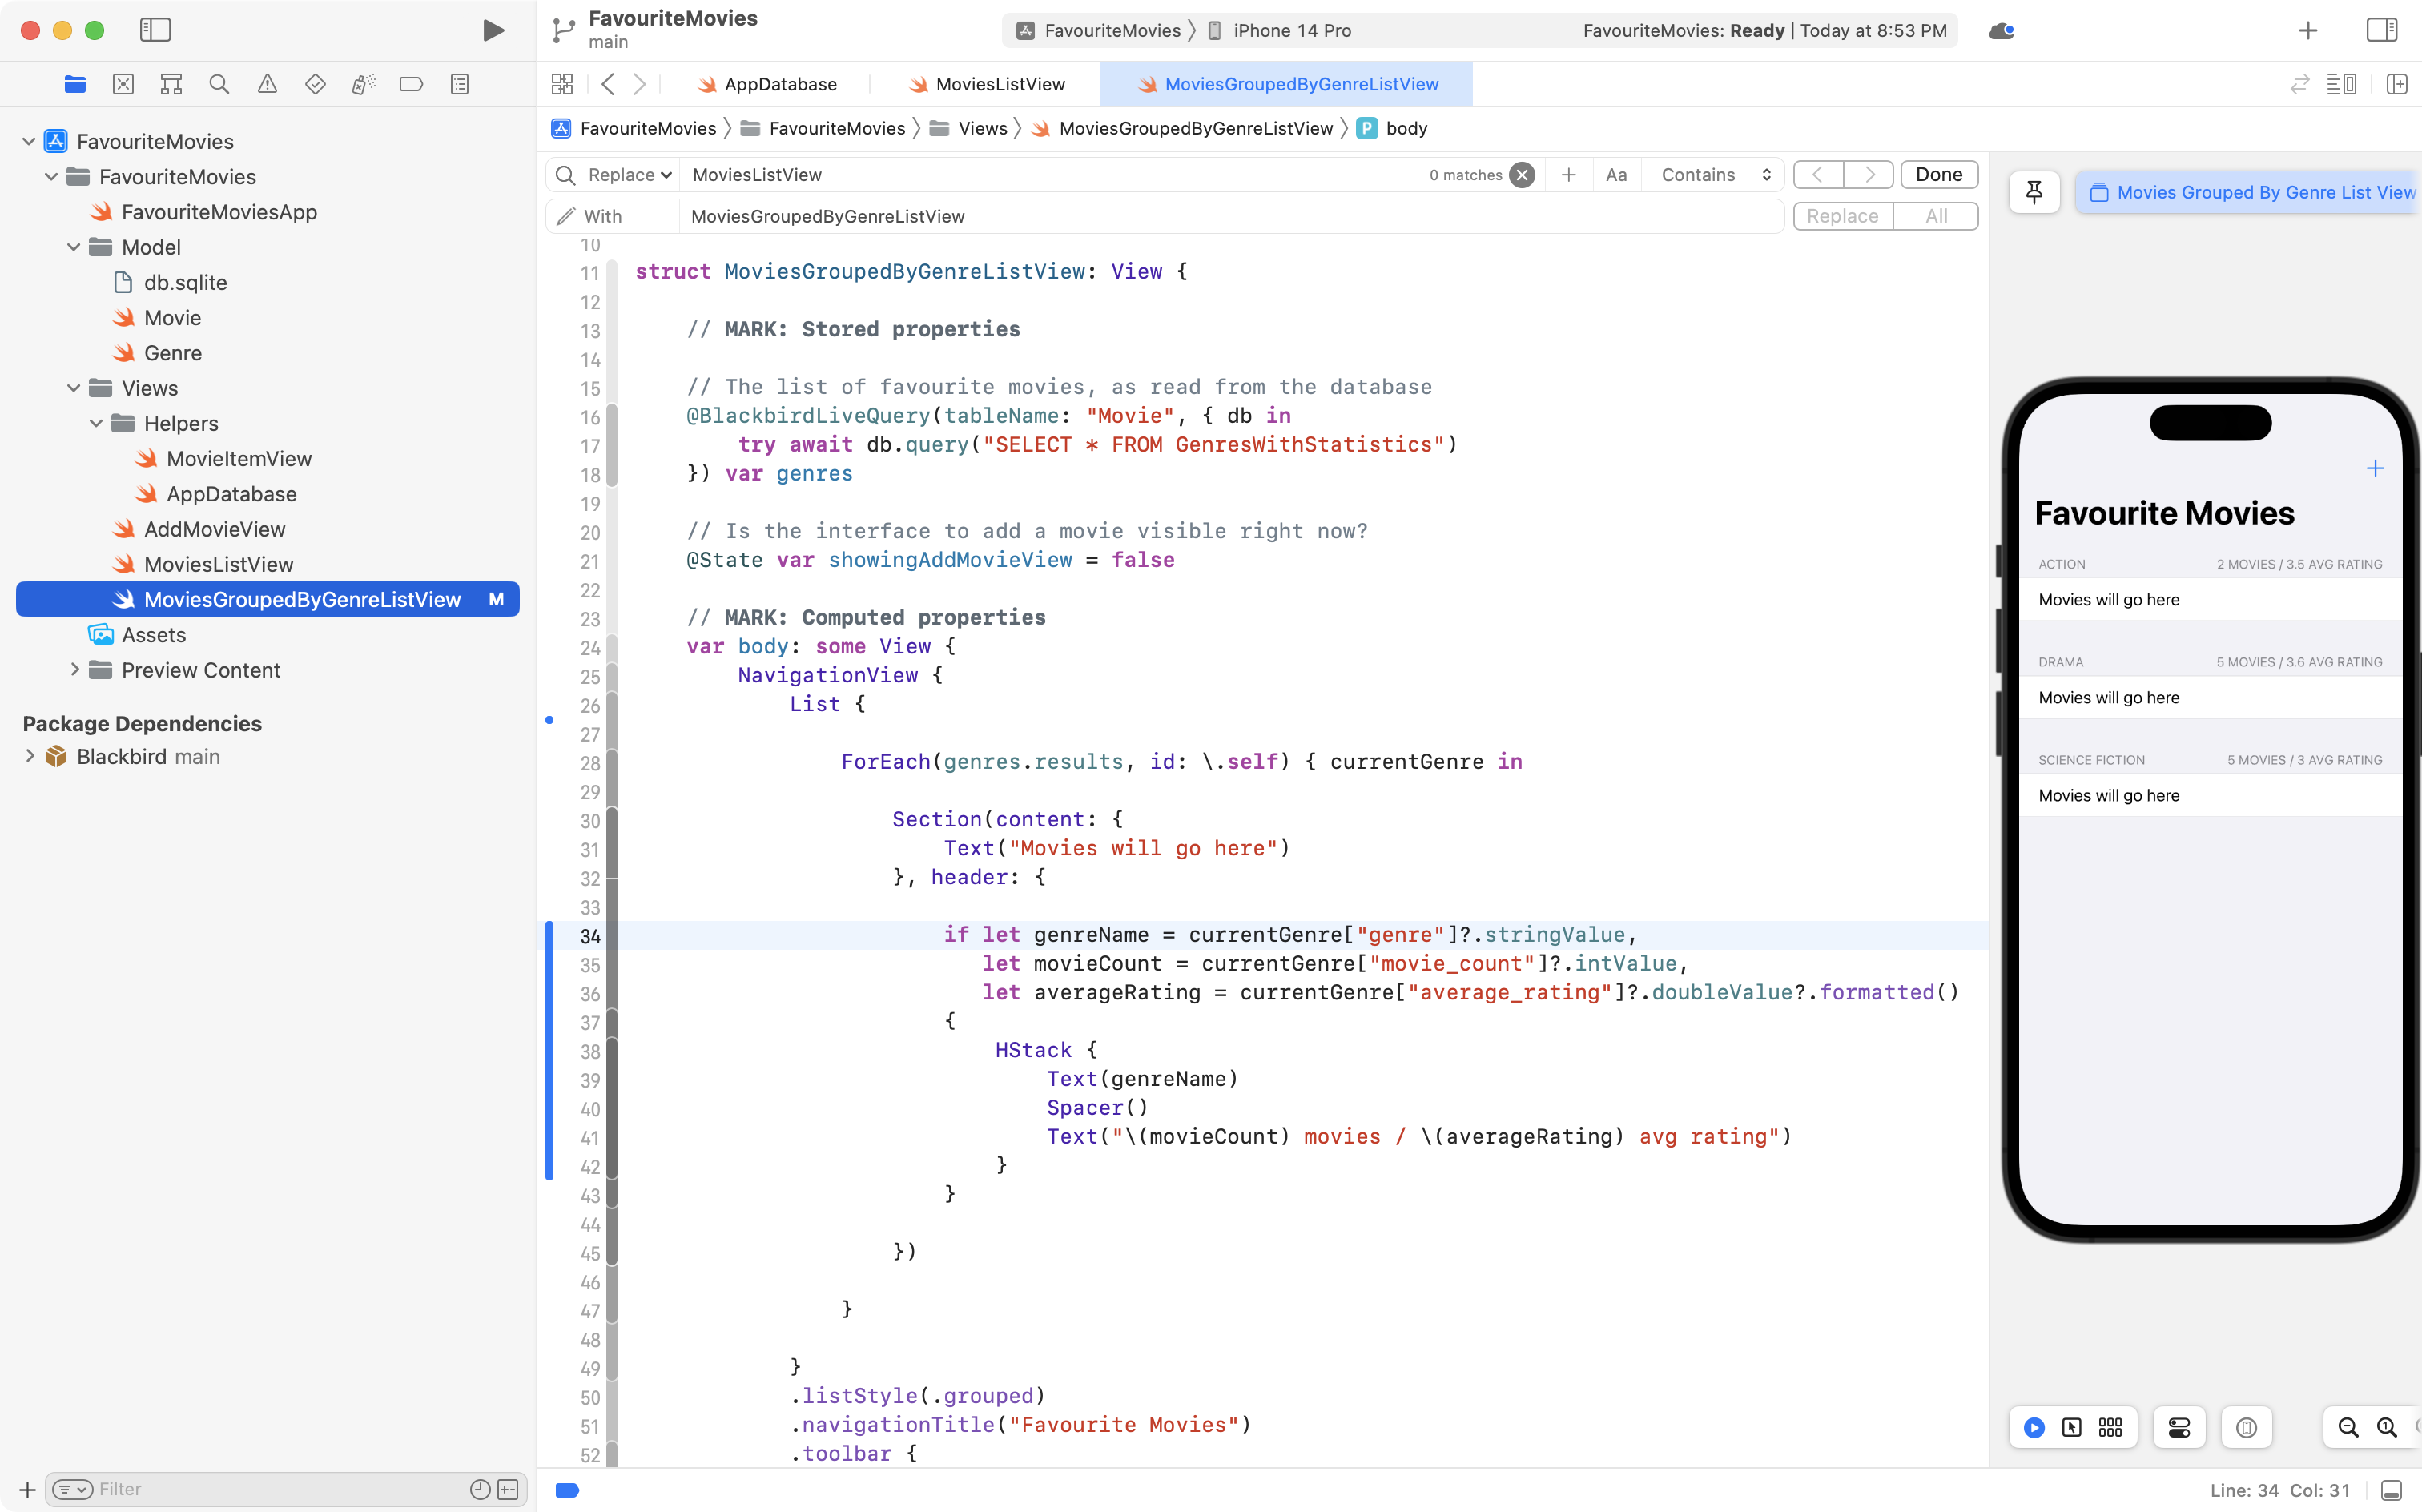 FavouriteMovies
main
FavouriteMovies
iPhone 14 Pro
FavouriteMovies: Ready | Today at 8:53 PM
AppDatabase
MoviesListView
MoviesGroupedByGenreListView
FavouriteMovies
FavouriteMovies
Views
MoviesGroupedByGenreListView
P
body
FavouriteMovies
FavouriteMovies
FavouriteMoviesApp
Model
db.sqlite
Movie
Genre
Views
Helpers
MovieItemView
AppDatabase
AddMovieView
MoviesListView
MoviesGroupedByGenreListView M
Assets
Preview Content
Package Dependencies
Blackbird main
Filter
Replace
MoviesListView
0 matches
Aa
Contains
Done
With
MoviesGroupedByGenreListView
Replace
All
10
11 struct MoviesGroupedByGenreListView: View {
12
13 // MARK: Stored properties
14
15 // The list of favourite movies, as read from the database
16 @BlackbirdLiveQuery(tableName: "Movie", { db in
17 try await db.query("SELECT * FROM GenresWithStatistics")
18 }) var genres
19
20 // Is the interface to add a movie visible right now?
21 @State var showingAddMovieView = false
22
23 // MARK: Computed properties
24 var body: some View {
25 NavigationView {
26 List {
27
28 ForEach(genres.results, id: \.self) { currentGenre in
29
30 Section(content: {
31 Text("Movies will go here")
32 }, header: {
33
34 if let genreName = currentGenre["genre"]?.stringValue,
35 let movieCount = currentGenre["movie_count"]?.intValue,
36 let averageRating = currentGenre["average_rating"]?.doubleValue?.formatted()
37 {
38 HStack {
39 Text(genreName)
40 Spacer()
41 Text("\(movieCount) movies / \(averageRating) avg rating")
42 }
43 }
44
45 })
46
47 }
48
49 }
50 .listStyle(.grouped)
51 .navigationTitle("Favourite Movies")
52 .toolbar {
Movies Grouped By Genre List View
Favourite Movies
ACTION 2 MOVIES / 3.5 AVG RATING
Movies will go here
DRAMA 5 MOVIES / 3.6 AVG RATING
Movies will go here
SCIENCE FICTION 5 MOVIES / 3 AVG RATING
Movies will go here
Line: 34 Col: 31